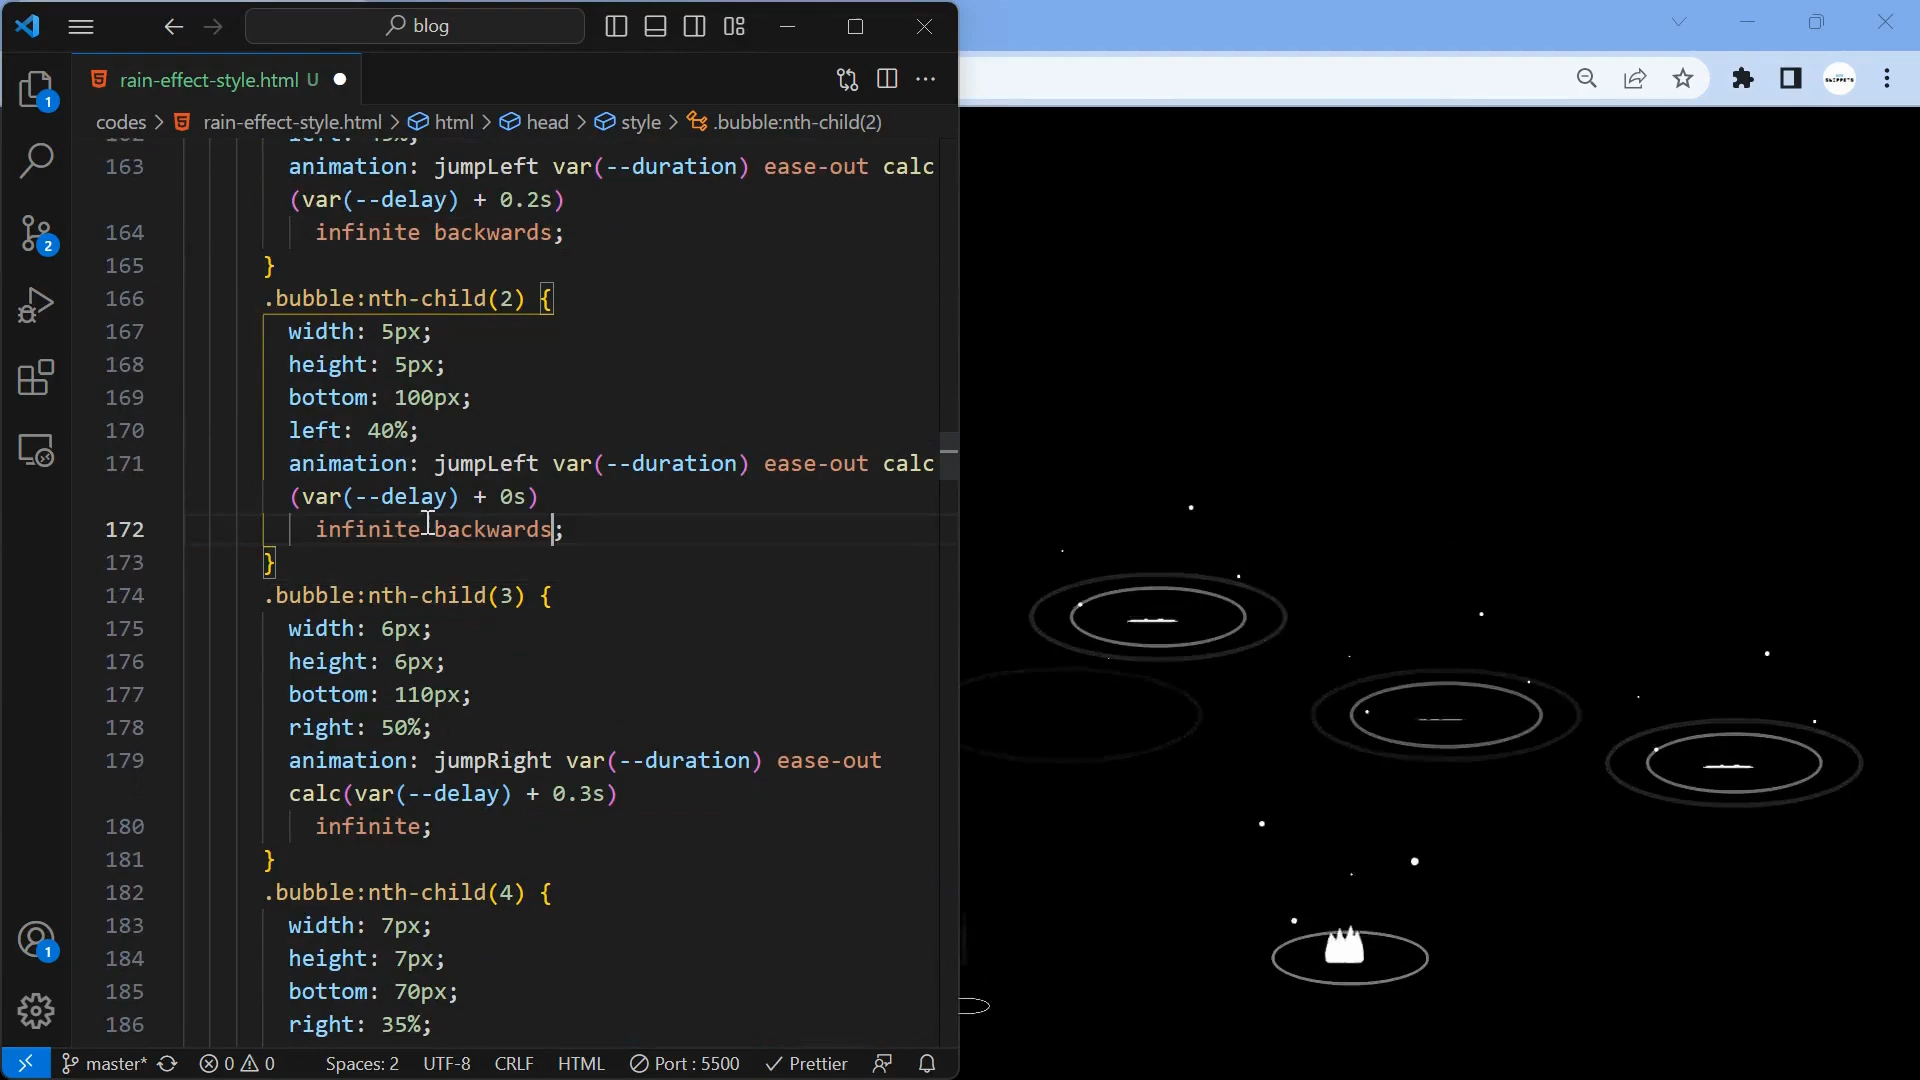 blog
rain-effect-style.html U
codes > rain-effect-style.html > html > head > style > .bubble:nth-child(2)
163 animation: jumpLeft var(--duration) ease-out calc
(var(--delay) + 0.2s)
164 infinite backwards;
165 }
166 .bubble:nth-child(2) {
167 width: 5px;
168 height: 5px;
169 bottom: 100px;
170 left: 40%;
171 animation: jumpLeft var(--duration) ease-out calc
(var(--delay) + 0s)
172 infinite backwards;
173 }
174 .bubble:nth-child(3) {
175 width: 6px;
176 height: 6px;
177 bottom: 110px;
178 right: 50%;
179 animation: jumpRight var(--duration) ease-out
calc(var(--delay) + 0.3s)
180 infinite;
181 }
182 .bubble:nth-child(4) {
183 width: 7px;
184 height: 7px;
185 bottom: 70px;
186 right: 35%;
1
2
1
master* 0 0 Spaces: 2 UTF-8 CRLF HTML Port : 5500 Prettier